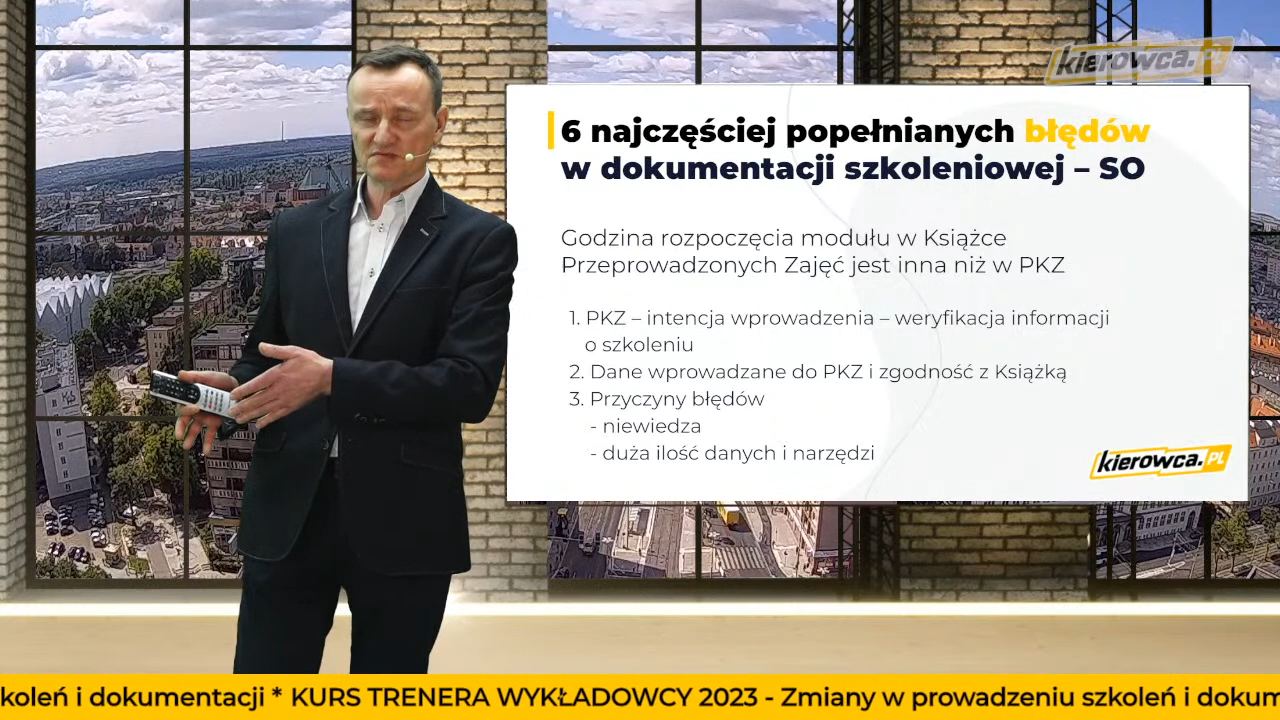 kierowca.PL
6 najczęściej popełnianych błędów
w dokumentacji szkoleniowej – SO
Godzina rozpoczęcia modułu w Książce
Przeprowadzonych Zajęć jest inna niż w PKZ
1. PKZ – intencja wprowadzenia – weryfikacja informacji
o szkoleniu
2. Dane wprowadzane do PKZ i zgodność z Książką
3. Przyczyny błędów
- niewiedza
- duża ilość danych i narzędzi
kierowca.PL
koleń i dokumentacji * KURS TRENERA WYKŁADOWCY 2023 - Zmiany w prowadzeniu szkoleń i dokum